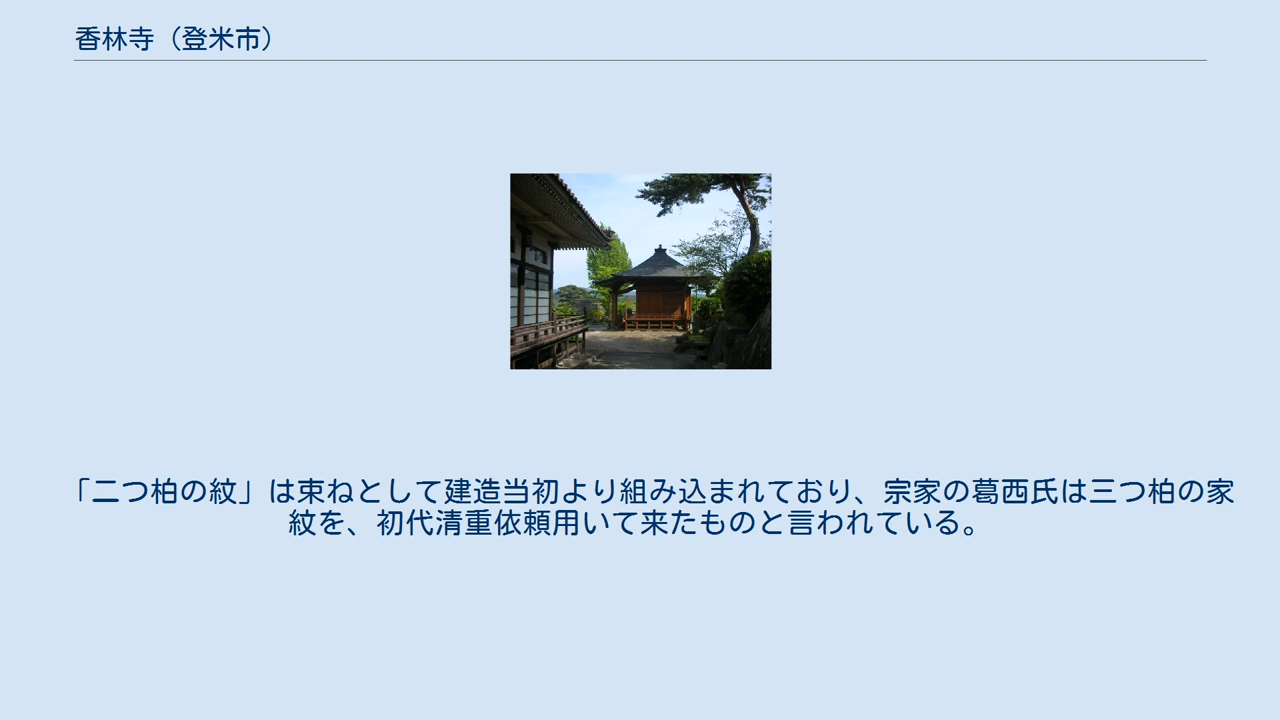 香林寺（登米市）
「二つ柏の紋」は束ねとして建造当初より組み込まれており、宗家の葛西氏は三つ柏の家
紋を、初代清重依頼用いて来たものと言われている。